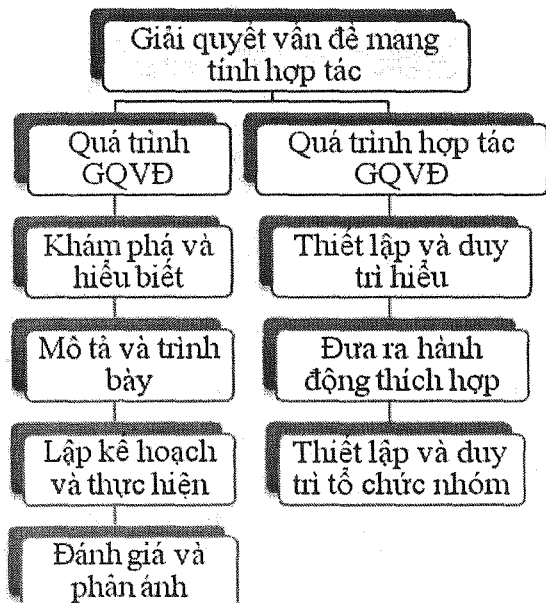 Giải quyết vấn đề mang
tính hợp tác
Quá trình
GQVĐ
Khám phá và
hiểu biết
Mô tả và trình
bày
Lập kế hoạch
và thực hiện
Đánh giá và
phản ánh
Quá trình hợp tác
GQVĐ
Thiết lập và duy
trì hiểu
Đưa ra hành
động thích hợp
Thiết lập và duy
trì tổ chức nhóm